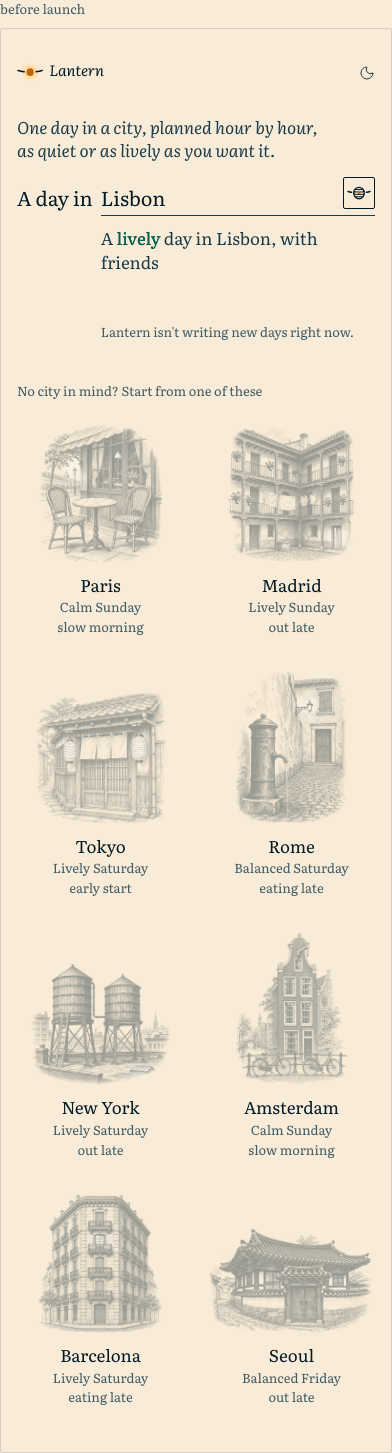 before launch
Lantern
One day in a city, planned hour by hour,
as quiet or as lively as you want it.
A day in Lisbon
A lively day in Lisbon, with
friends
Lantern isn't writing new days right now.
No city in mind? Start from one of these
Paris
Calm Sunday
slow morning
Madrid
Lively Sunday
out late
Tokyo
Lively Saturday
early start
Rome
Balanced Saturday
eating late
New York
Lively Saturday
out late
Amsterdam
Calm Sunday
slow morning
Barcelona
Lively Saturday
eating late
Seoul
Balanced Friday
out late